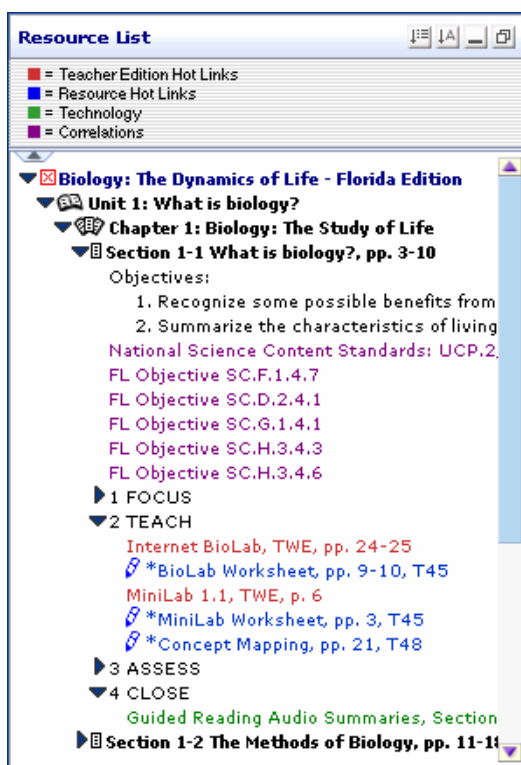 Resource List
= Teacher Edition Hot Links
= Resource Hot Links
= Technology
= Correlations
Biology: The Dynamics of Life - Florida Edition
Unit 1: What is biology?
Chapter 1: Biology: The Study of Life
Section 1-1 What is biology?, pp. 3-10
Objectives:
1. Recognize some possible benefits from
2. Summarize the characteristics of living
National Science Content Standards: UCP.2,
FL Objective SC.F.1.4.7
FL Objective SC.D.2.4.1
FL Objective SC.G.1.4.1
FL Objective SC.H.3.4.3
FL Objective SC.H.3.4.6
1 FOCUS
2 TEACH
Internet BioLab, TWE, pp. 24-25
*BioLab Worksheet, pp. 9-10, T45
MiniLab 1.1, TWE, p. 6
*MiniLab Worksheet, pp. 3, T45
*Concept Mapping, pp. 21, T48
3 ASSESS
4 CLOSE
Guided Reading Audio Summaries, Section
Section 1-2 The Methods of Biology, pp. 11-18